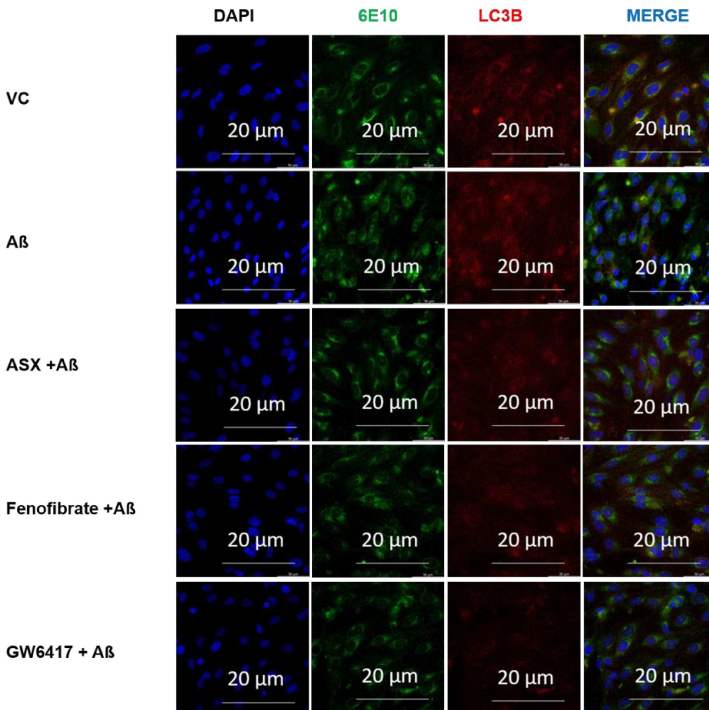 DAPI 6E10 LC3B MERGE
VC 20 µm 20 µm 20 µm 20 µm
Aß 20 µm 20 µm 20 µm 20 µm
ASX +Aß 20 µm 20 µm 20 µm 20 µm
Fenofibrate +Aß 20 µm 20 µm 20 µm 20 µm
GW6417 + Aß 20 µm 20 µm 20 µm 20 µm